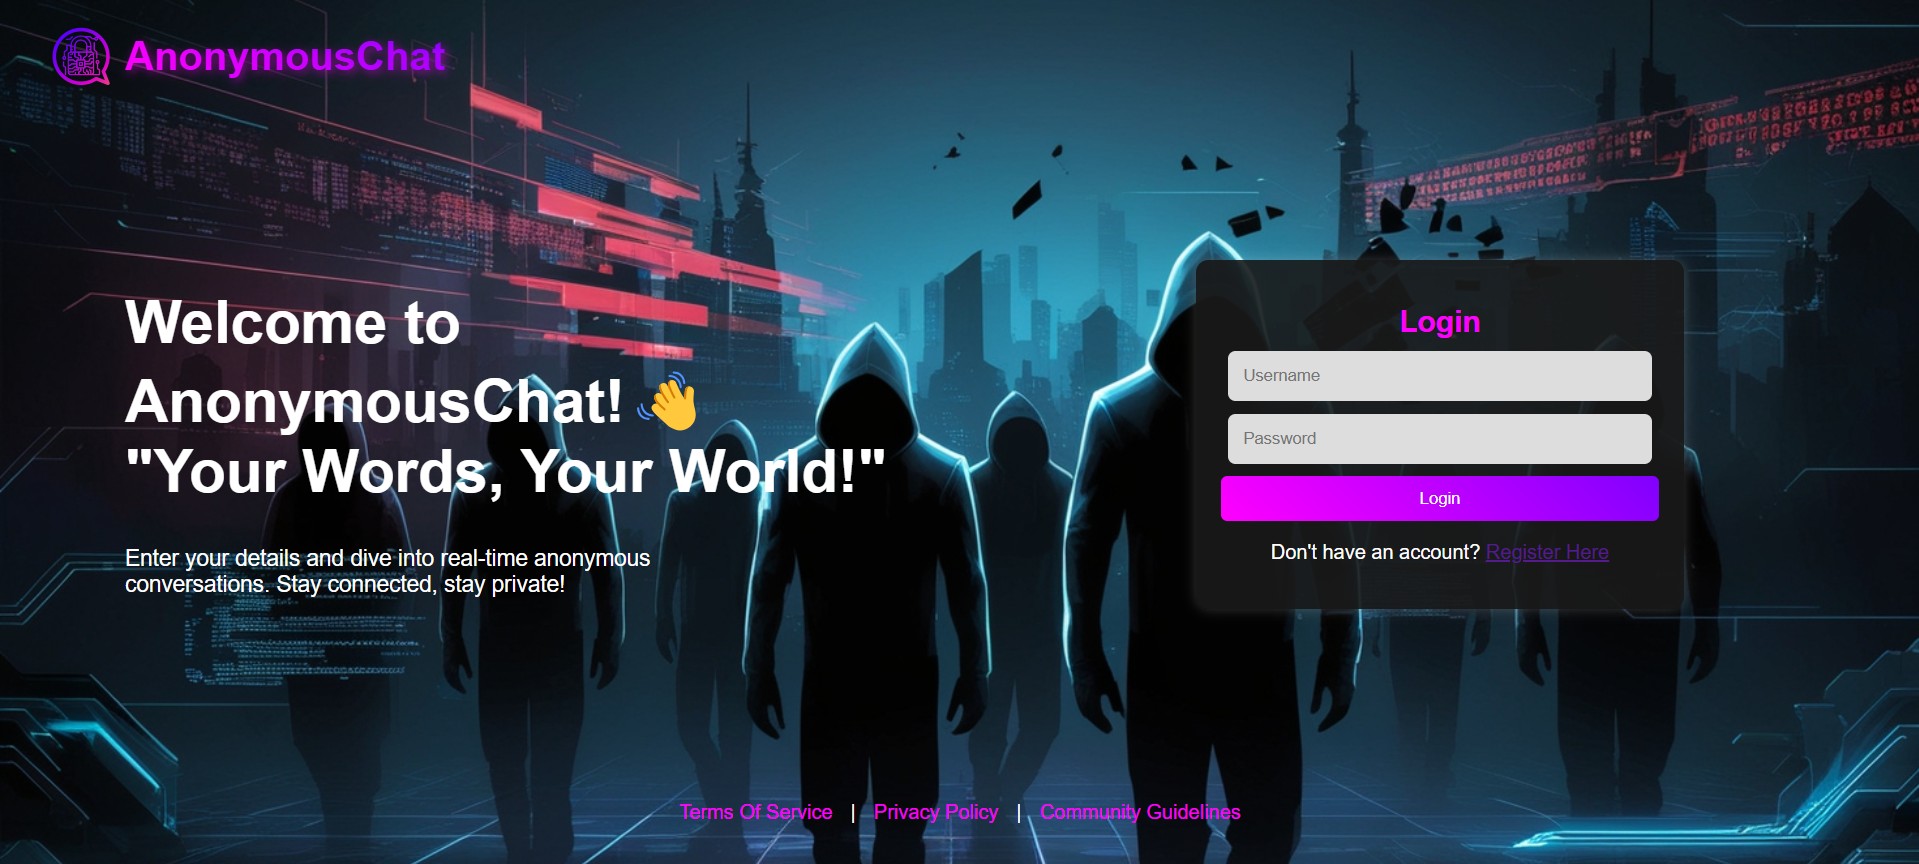 AnonymousChat
Welcome to
AnonymousChat! 👋
"Your Words, Your World!"
Enter your details and dive into real-time anonymous
conversations. Stay connected, stay private!
Login
Username
Password
Login
Don't have an account? Register Here
Terms Of Service | Privacy Policy | Community Guidelines